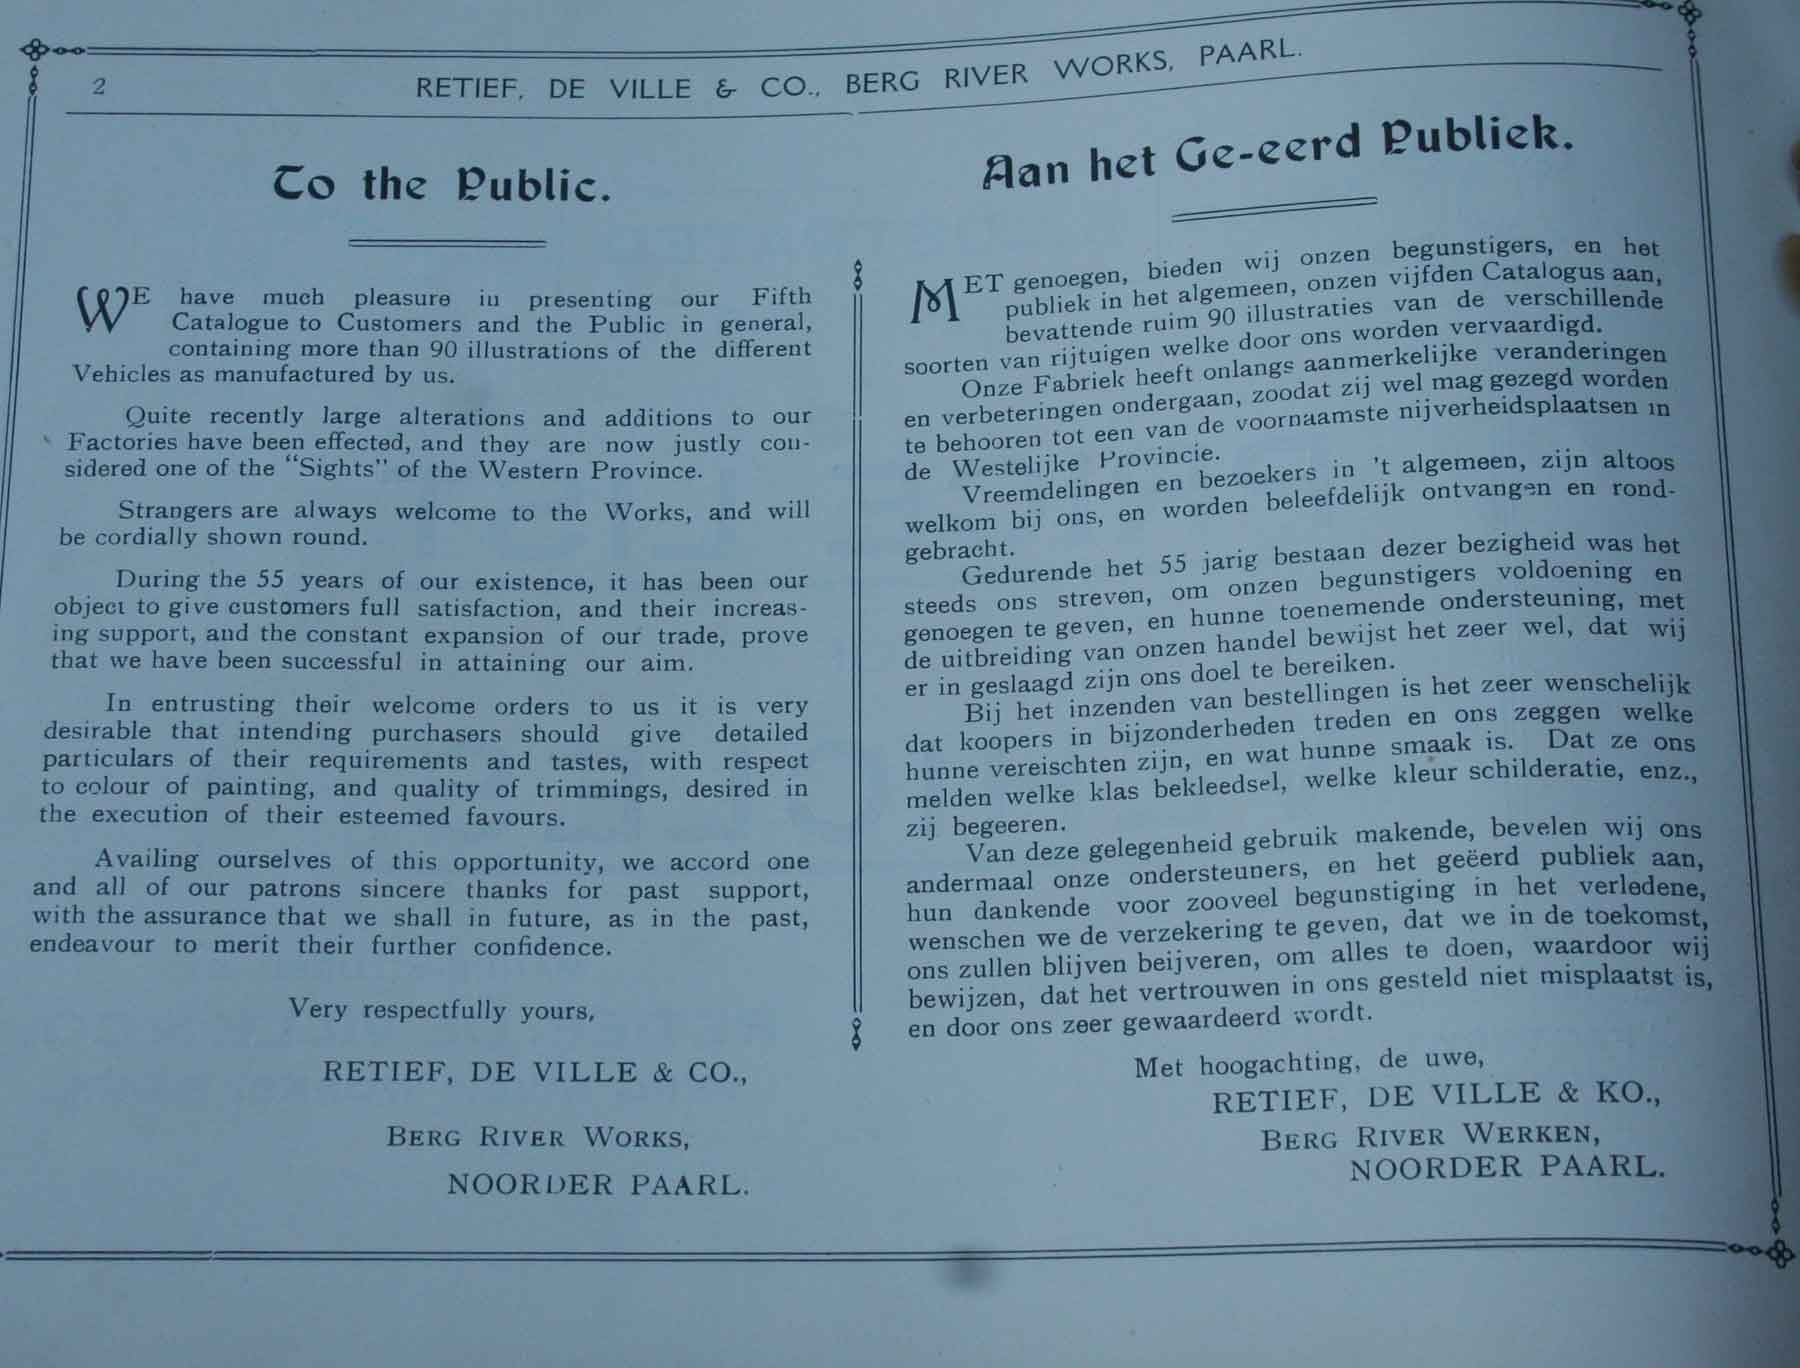 2
RETIEF, DE VILLE & CO., BERG RIVER WORKS, PAARL.
To the Public.
WE have much pleasure in presenting our Fifth
Catalogue to Customers and the Public in general,
containing more than 90 illustrations of the different
Vehicles as manufactured by us.
Quite recently large alterations and additions to our
Factories have been effected, and they are now justly con-
sidered one of the "Sights" of the Western Province.
Strangers are always welcome to the Works, and will
be cordially shown round.
During the 55 years of our existence, it has been our
object to give customers full satisfaction, and their increas-
ing support, and the constant expansion of our trade, prove
that we have been successful in attaining our aim.
In entrusting their welcome orders to us it is very
desirable that intending purchasers should give detailed
particulars of their requirements and tastes, with respect
to colour of painting, and quality of trimmings, desired in
the execution of their esteemed favours.
Availing ourselves of this opportunity, we accord one
and all of our patrons sincere thanks for past support,
with the assurance that we shall in future, as in the past,
endeavour to merit their further confidence.
Very respectfully yours,
RETIEF, DE VILLE & CO.,
BERG RIVER WORKS,
NOORDER PAARL.
Aan het Ge-eerd Publiek.
MET genoegen, bieden wij onzen begunstigers, en het
publiek in het algemeen, onzen vijfden Catalogus aan,
bevattende ruim 90 illustraties van de verschillende
soorten van rijtuigen welke door ons worden vervaardigd.
Onze Fabriek heeft onlangs aanmerkelijke veranderingen
en verbeteringen ondergaan, zoodat zij wel mag gezegd worden
te behooren tot een van de voornaamste nijverheidsplaatsen in
de Westelijke Provincie.
Vreemdelingen en bezoekers in 't algemeen, zijn altoos
welkom bij ons, en worden beleefdelijk ontvangen en rond-
gebracht.
Gedurende het 55 jarig bestaan dezer bezigheid was het
steeds ons streven, om onzen begunstigers voldoening en
genoegen te geven, en hunne toenemende ondersteuning, met
de uitbreiding van onzen handel bewijst het zeer wel, dat wij
er in geslaagd zijn ons doel te bereiken.
Bij het inzenden van bestellingen is het zeer wenschelijk
dat koopers in bijzonderheden treden en ons zeggen welke
hunne vereischten zijn, en wat hunne smaak is. Dat ze ons
melden welke klas bekleedsel, welke kleur schilderatie, enz.,
zij begeeren.
Van deze gelegenheid gebruik makende, bevelen wij ons
andermaal onze ondersteuners, en het geëerd publiek aan,
hun dankende voor zooveel begunstiging in het verledene,
wenschen we de verzekering te geven, dat we in de toekomst,
ons zullen blijven beijveren, om alles te doen, waardoor wij
bewijzen, dat het vertrouwen in ons gesteld niet misplaatst is,
en door ons zeer gewaardeerd wordt.
Met hoogachting, de uwe,
RETIEF, DE VILLE & KO.,
BERG RIVER WERKEN,
NOORDER PAARL.